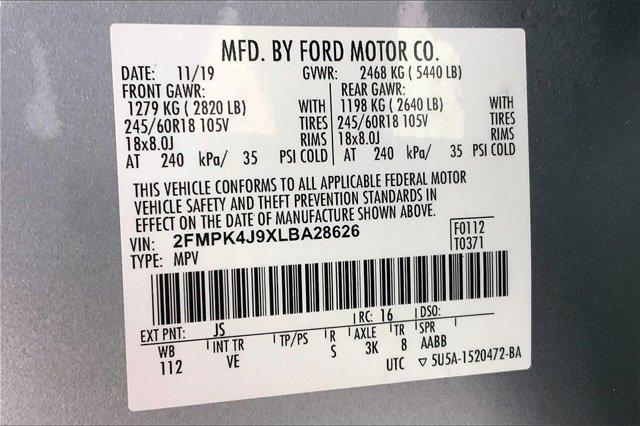 MFD. BY FORD MOTOR CO.
DATE: 11/19 GVWR: 2468 KG ( 5440 LB)
FRONT GAWR: REAR GAWR:
1279 KG ( 2820 LB) WITH 1198 KG ( 2640 LB) WITH
245/60R18 105V TIRES 245/60R18 105V TIRES
18x8.0J RIMS 18x8.0J RIMS
AT 240 kPa/ 35 PSI COLD AT 240 kPa/ 35 PSI COLD
THIS VEHICLE CONFORMS TO ALL APPLICABLE FEDERAL MOTOR
VEHICLE SAFETY AND THEFT PREVENTION STANDARDS IN
EFFECT ON THE DATE OF MANUFACTURE SHOWN ABOVE.
VIN: 2FMPK4J9XLBA28626 F0112
TYPE: MPV T0371
EXT PNT: JS RC: 16 DSO:
WB INT TR TP/PS R AXLE TR SPR
112 VE S 3K 8 AABB
UTC ▽ 5U5A-1520472-BA